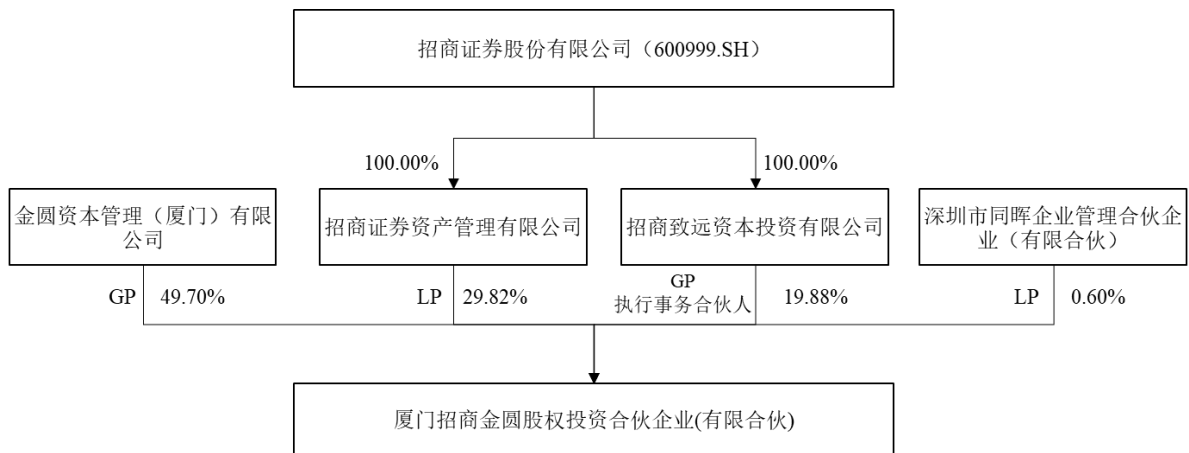 招商证券股份有限公司（600999.SH）
100.00%
100.00%
金圆资本管理（厦门）有限
公司
招商证券资产管理有限公司
招商致远资本投资有限公司
深圳市同晖企业管理合伙企
业（有限合伙）
GP
49.70%
LP
29.82%
GP
执行事务合伙人
19.88%
LP
0.60%
厦门招商金圆股权投资合伙企业(有限合伙)